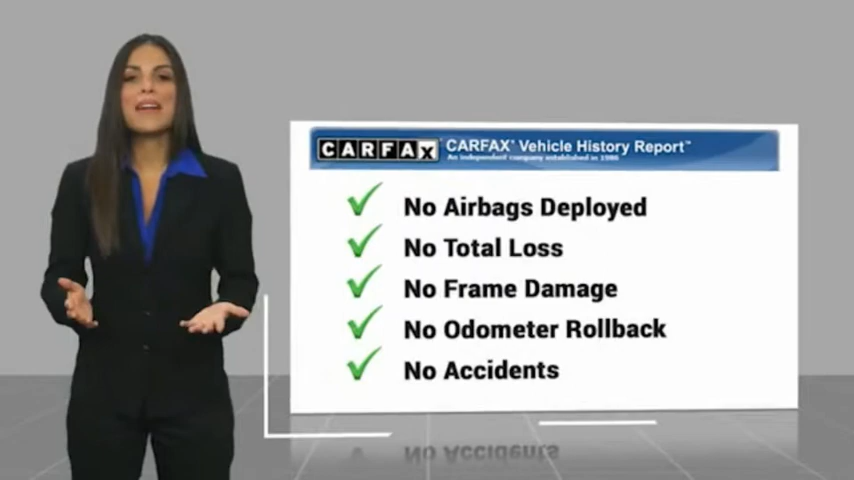 CARFAX CARFAX® Vehicle History Report™
An independent company established in 1986
No Airbags Deployed
No Total Loss
No Frame Damage
No Odometer Rollback
No Accidents
No Accidents